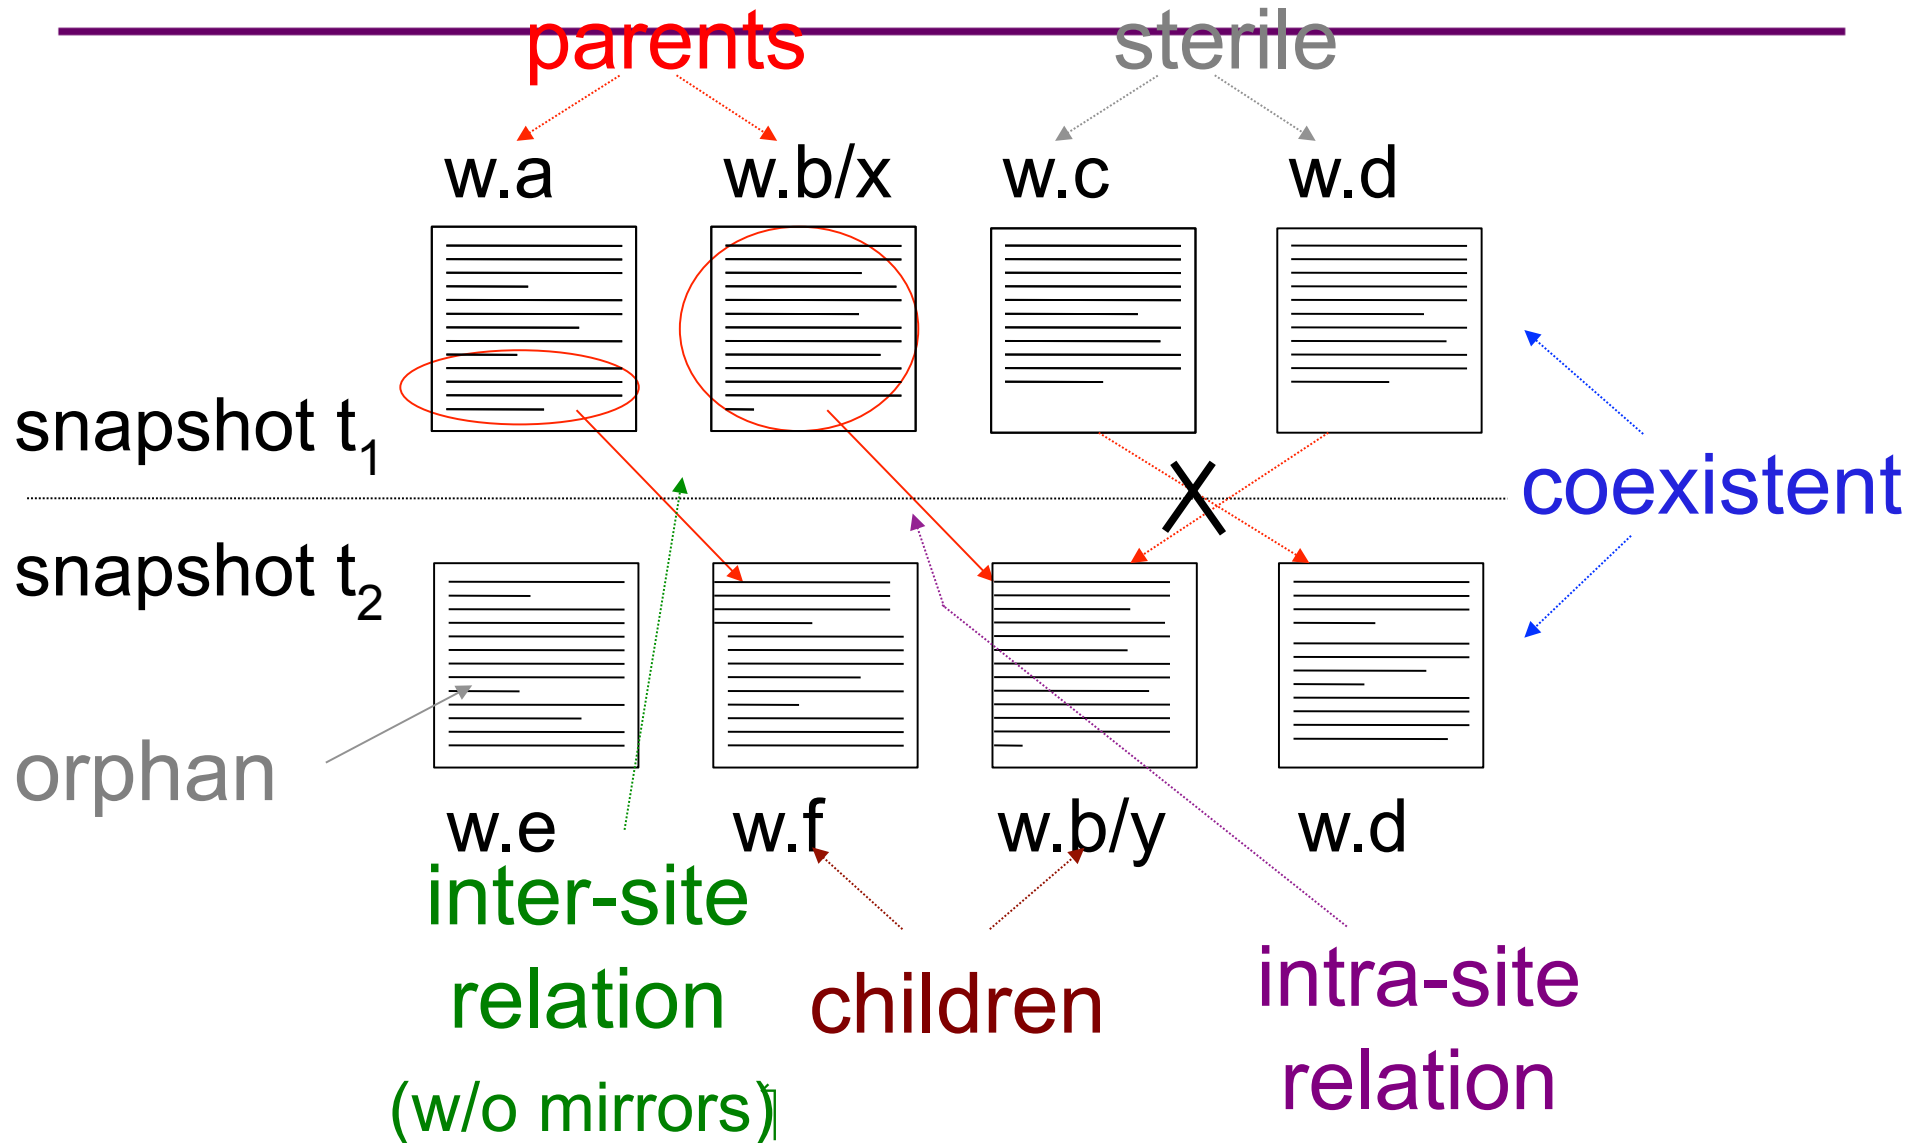 parents sterile
w.a w.b/x w.c w.d
snapshot t₁
coexistent
snapshot t₂
orphan
w.e w.f w.b/y w.d
inter-site
relation
(w/o mirrors)
children
intra-site
relation
X